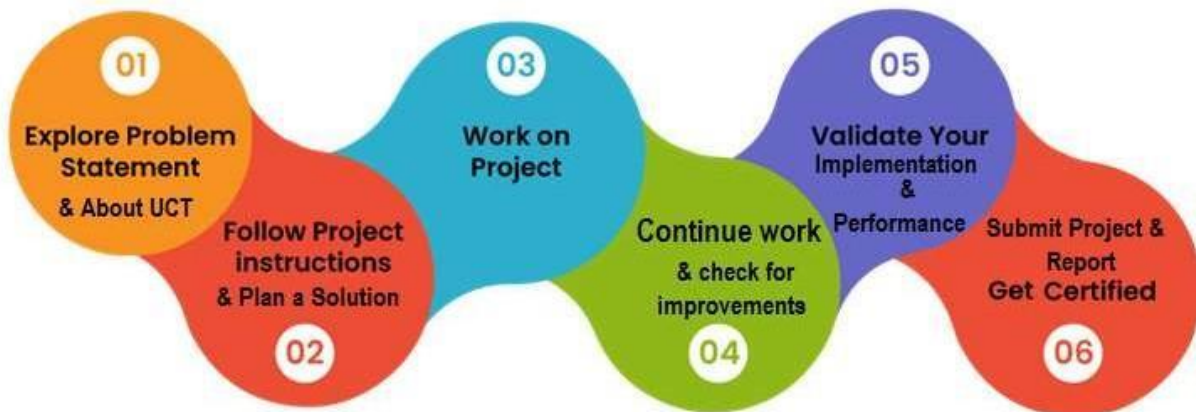 01
Explore Problem
Statement
& About UCT
Follow Project
instructions
& Plan a Solution
02
03
Work on
Project
Continue work
& check for
improvements
04
05
Validate Your
Implementation
&
Performance
Submit Project &
Report
Get Certified
06